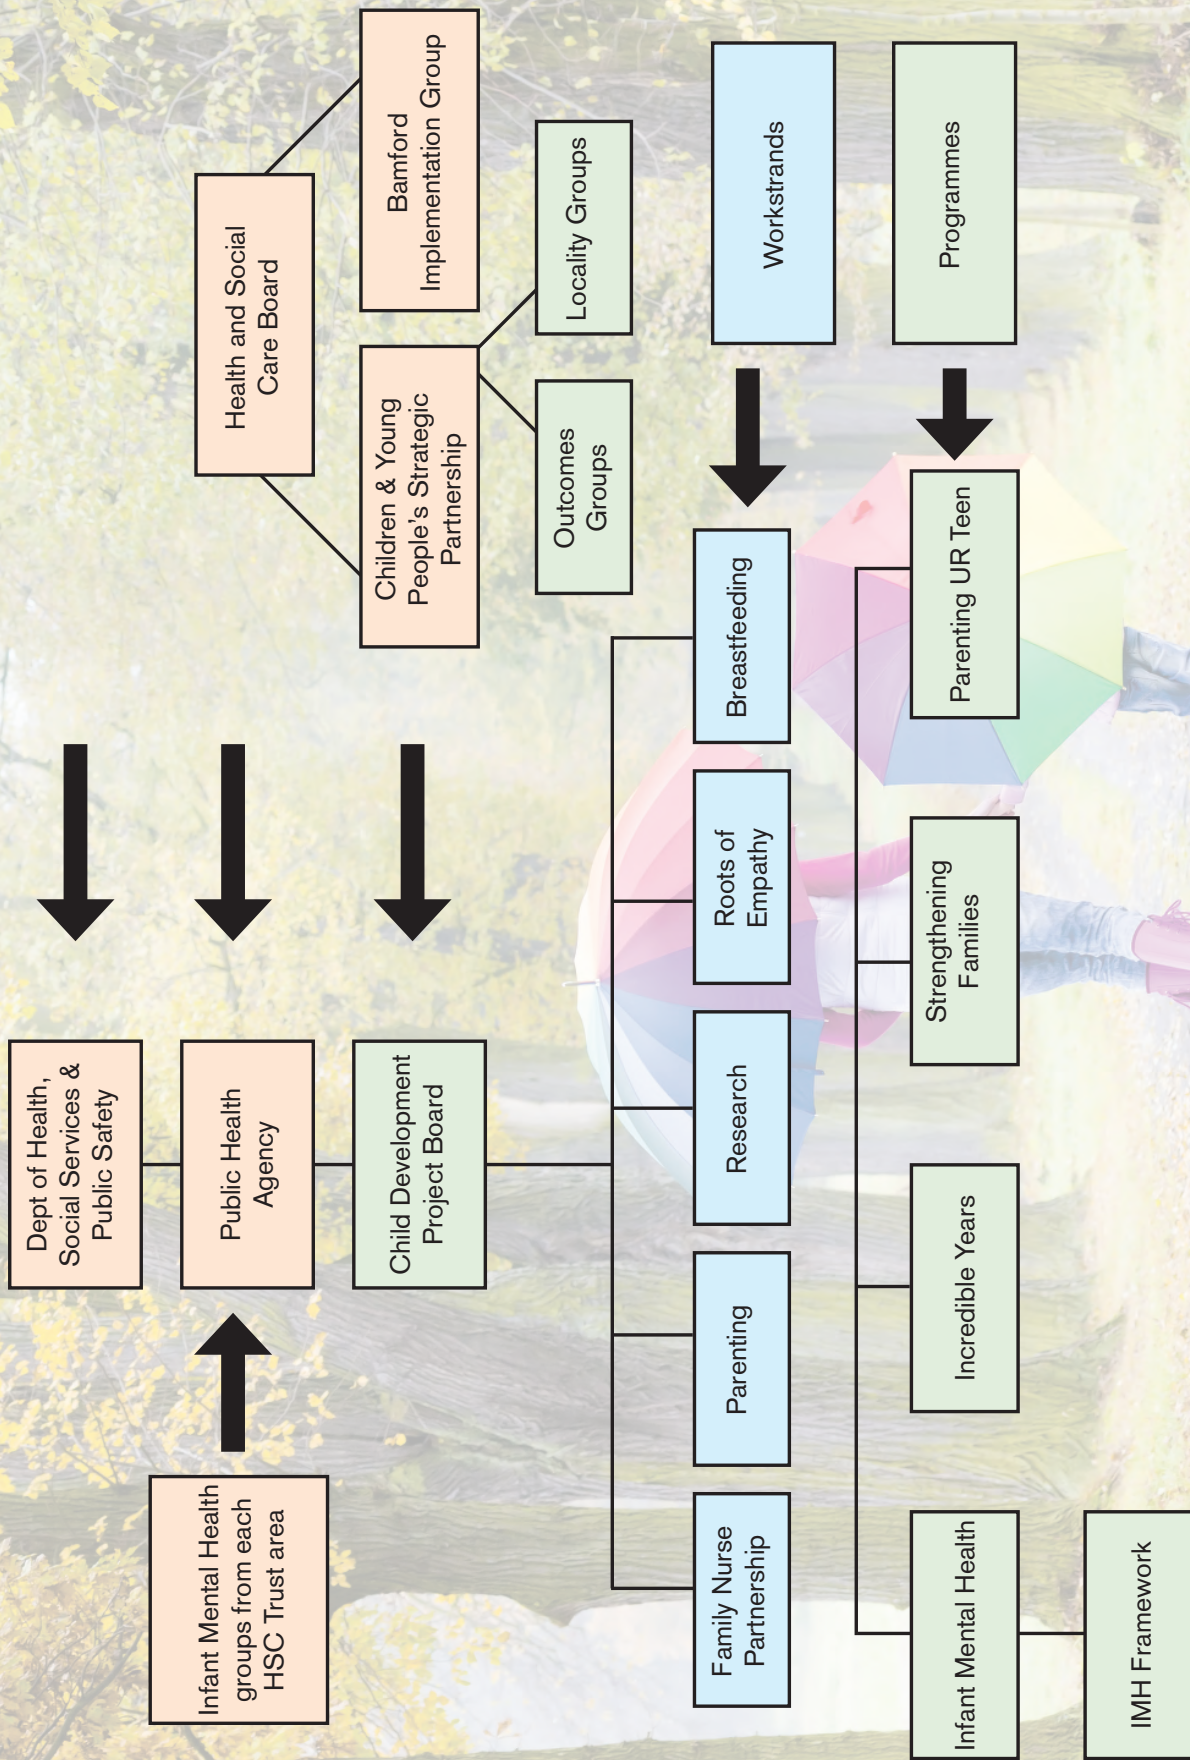 Infant Mental Health
groups from each
HSC Trust area
Dept of Health,
Social Services &
Public Safety
Public Health
Agency
Child Development
Project Board
Health and Social
Care Board
Children & Young
People’s Strategic
Partnership
Bamford
Implementation Group
Outcomes
Groups
Locality Groups
Family Nurse
Partnership
Parenting
Research
Roots of
Empathy
Breastfeeding
Workstrands
Infant Mental Health
Incredible Years
Strengthening
Families
Parenting UR Teen
Programmes
IMH Framework